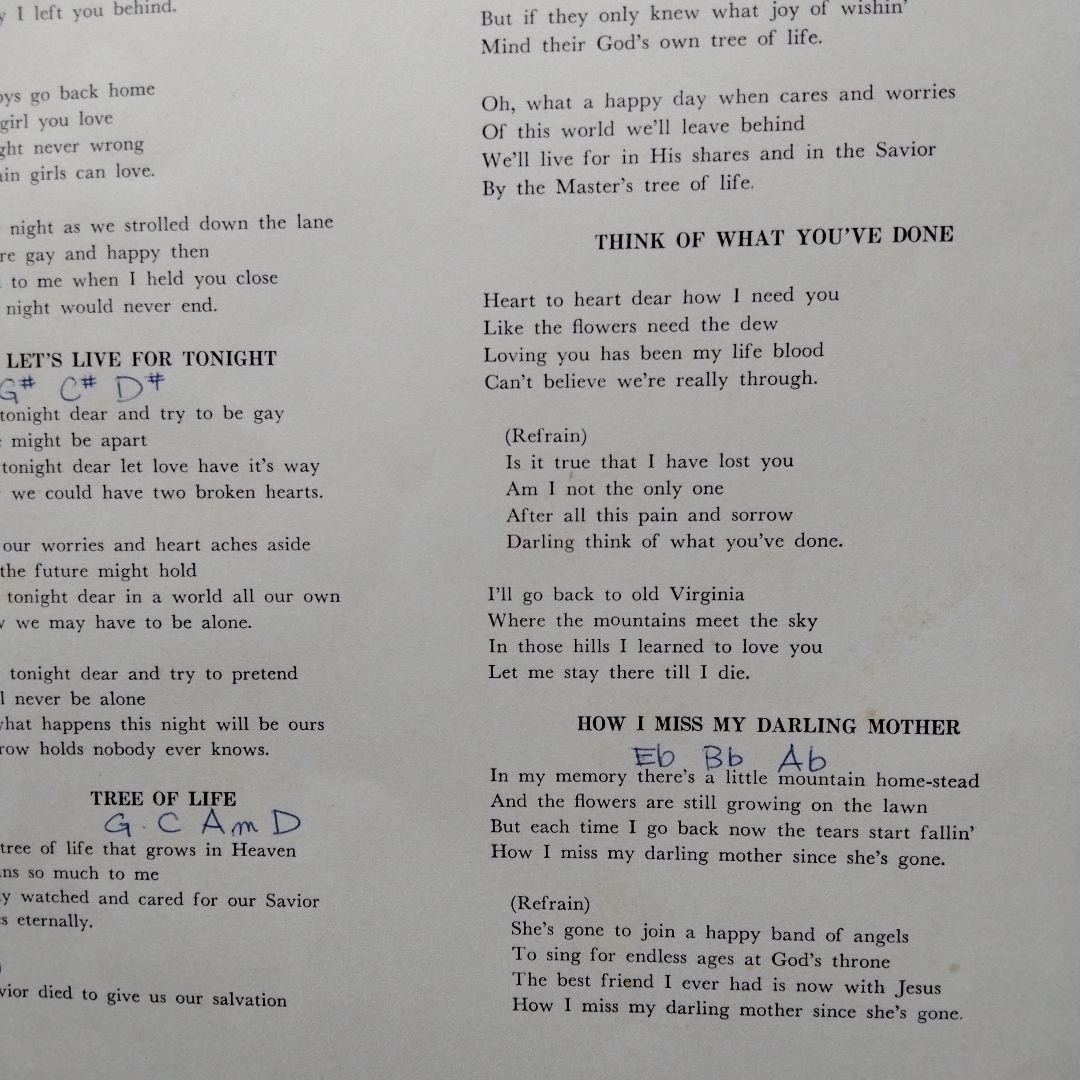 I left you behind.
go back home
girl you love
never wrong
girls can love.
night as we strolled down the lane
gay and happy then
to me when I held you close
night would never end.
LET'S LIVE FOR TONIGHT
G# C# D#
tonight dear and try to be gay
might be apart
tonight dear let love have it's way
we could have two broken hearts.
our worries and heart aches aside
the future might hold
tonight dear in a world all our own
we may have to be alone.
tonight dear and try to pretend
never be alone
happens this night will be ours
holds nobody ever knows.
TREE OF LIFE
G. C Am D
tree of life that grows in Heaven
so much to me
watched and cared for our Savior
eternally.
died to give us our salvation
But if they only knew what joy of wishin'
Mind their God's own tree of life.
Oh, what a happy day when cares and worries
Of this world we'll leave behind
We'll live for in His shares and in the Savior
By the Master's tree of life.
THINK OF WHAT YOU'VE DONE
Heart to heart dear how I need you
Like the flowers need the dew
Loving you has been my life blood
Can't believe we're really through.
(Refrain)
Is it true that I have lost you
Am I not the only one
After all this pain and sorrow
Darling think of what you've done.
I'll go back to old Virginia
Where the mountains meet the sky
In those hills I learned to love you
Let me stay there till I die.
HOW I MISS MY DARLING MOTHER
Eb Bb Ab
In my memory there's a little mountain home-stead
And the flowers are still growing on the lawn
But each time I go back now the tears start fallin'
How I miss my darling mother since she's gone.
(Refrain)
She's gone to join a happy band of angels
To sing for endless ages at God's throne
The best friend I ever had is now with Jesus
How I miss my darling mother since she's gone.